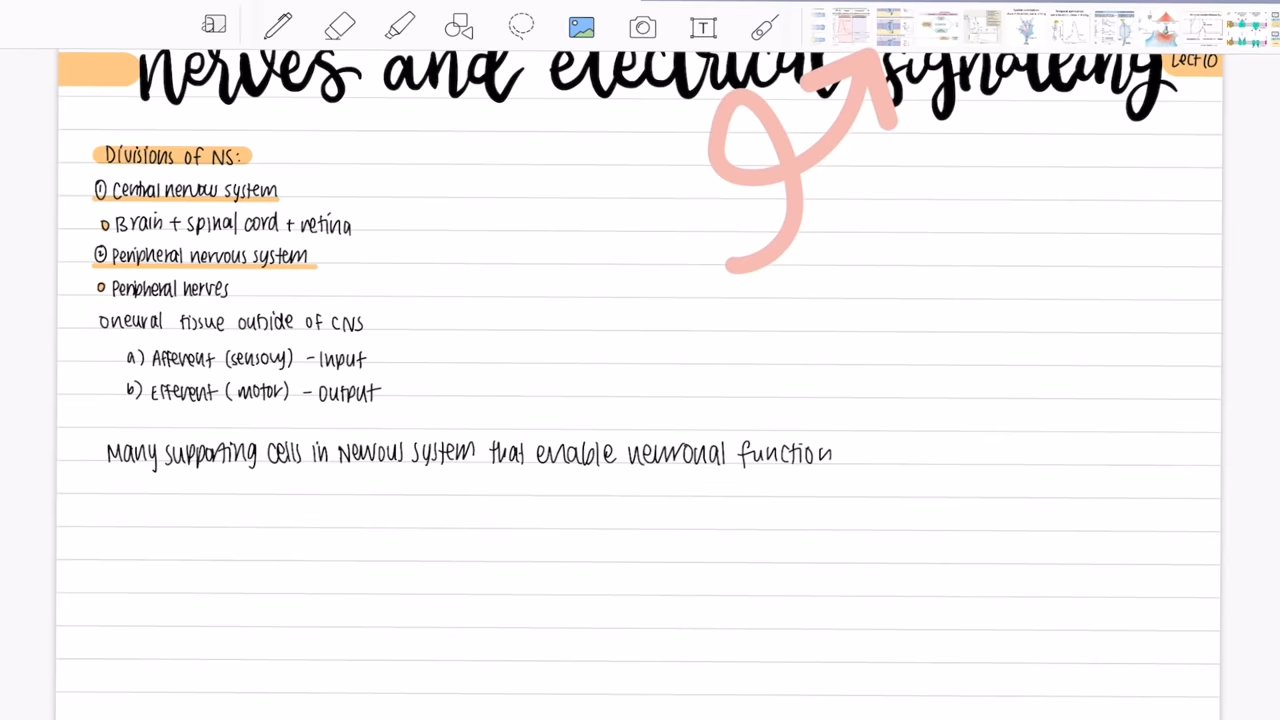 nerves and electrical signaling
Lect 10
Divisions of NS:
① Central nervous system
Brain + spinal cord + retina
② Peripheral nervous system
Peripheral nerves
neural tissue outside of CNS
a) Afferent (sensory) - Input
b) Efferent (motor) - Output
Many supporting cells in Nervous system that enable neuronal function